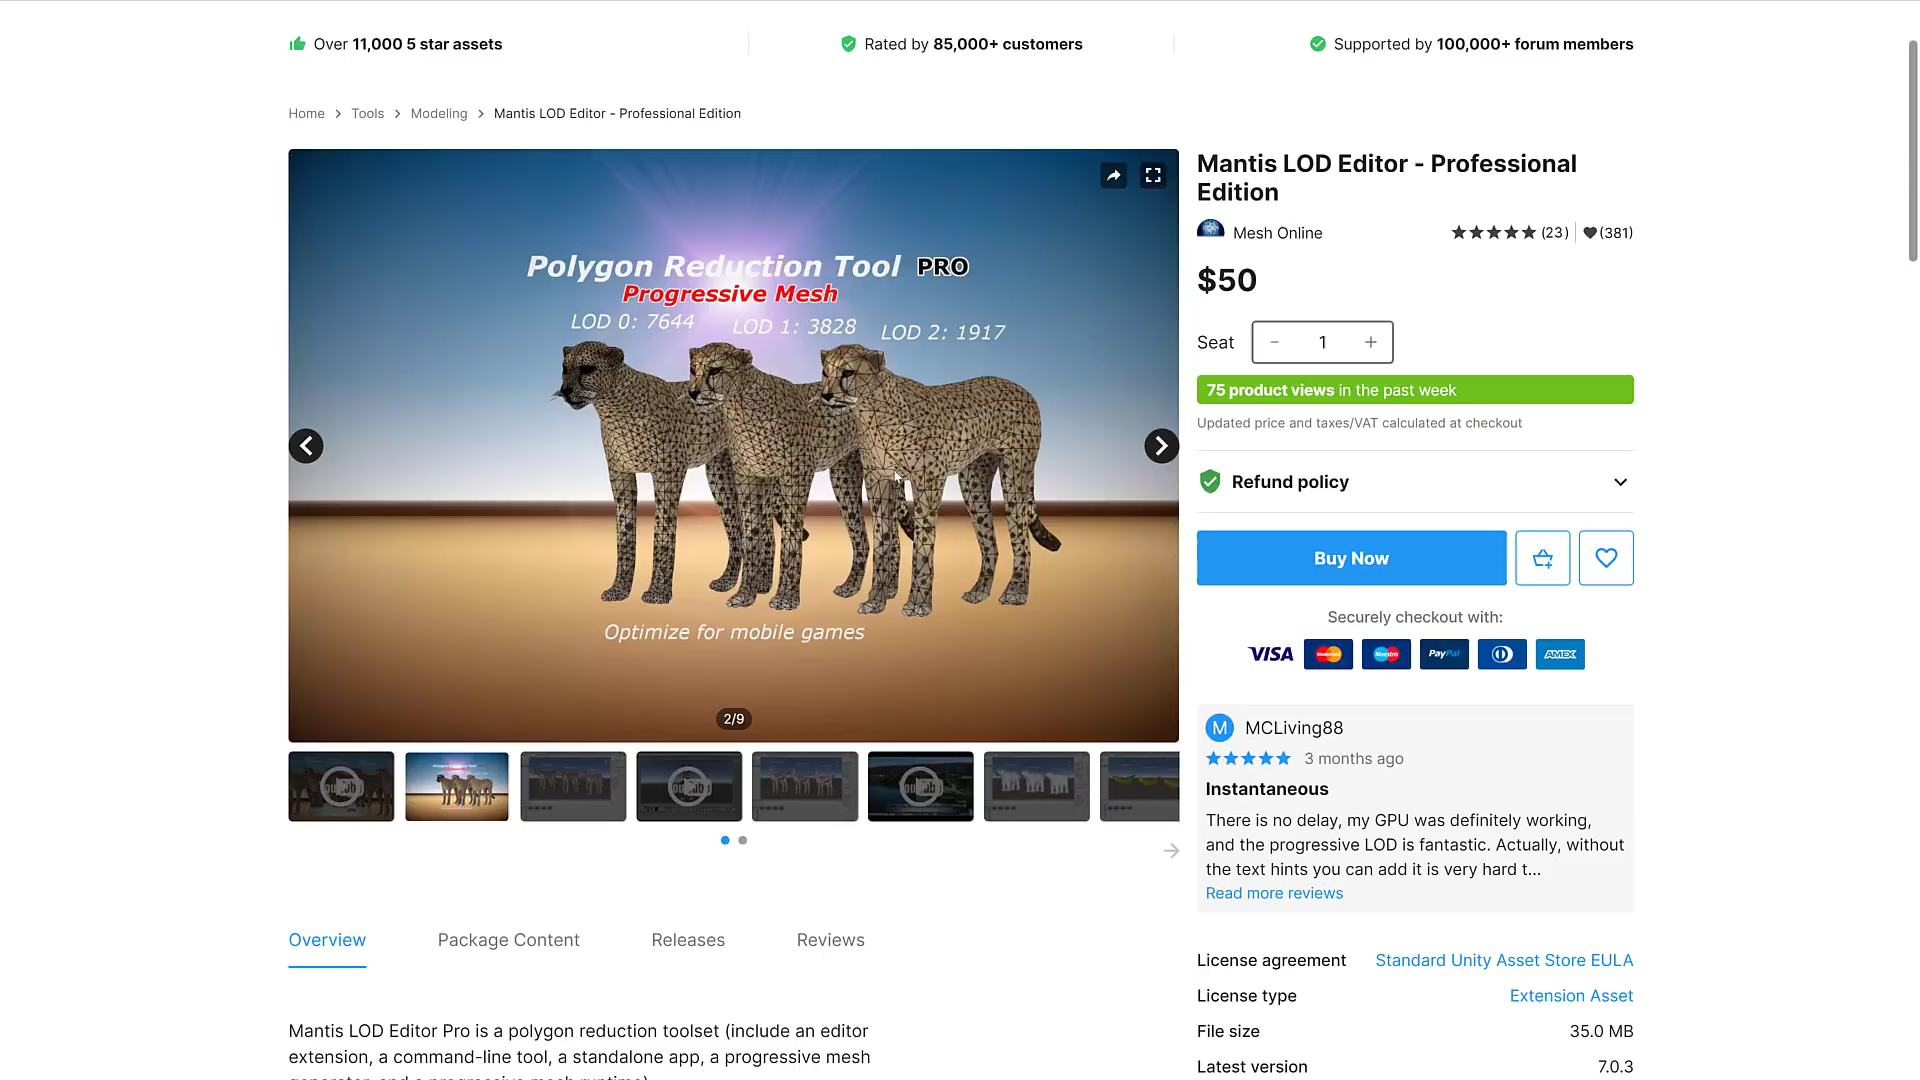 Over 11,000 5 star assets
Rated by 85,000+ customers
Supported by 100,000+ forum members
Home > Tools > Modeling > Mantis LOD Editor - Professional Edition
Polygon Reduction Tool PRO
Progressive Mesh
LOD 0: 7644 LOD 1: 3828 LOD 2: 1917
Optimize for mobile games
2/9
Mantis LOD Editor - Professional
Edition
Mesh Online (23) (381)
$50
Seat - 1 +
75 product views in the past week
Updated price and taxes/VAT calculated at checkout
Refund policy
Buy Now
Securely checkout with:
VISA MasterCard Maestro PayPal AMEX
M MCLiving88
3 months ago
Instantaneous
There is no delay, my GPU was definitely working,
and the progressive LOD is fantastic. Actually, without
the text hints you can add it is very hard t...
Read more reviews
Overview Package Content Releases Reviews
License agreement Standard Unity Asset Store EULA
License type Extension Asset
File size 35.0 MB
Latest version 7.0.3
Mantis LOD Editor Pro is a polygon reduction toolset (include an editor
extension, a command-line tool, a standalone app, a progressive mesh
generator, and a progressive mesh runtime)